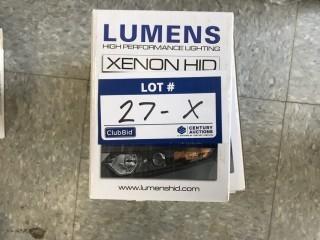 LUMENS
HIGH PERFORMANCE LIGHTING
XENON HID
LOT #
27-X
ClubBid
CENTURY AUCTIONS
www.lumenshid.com